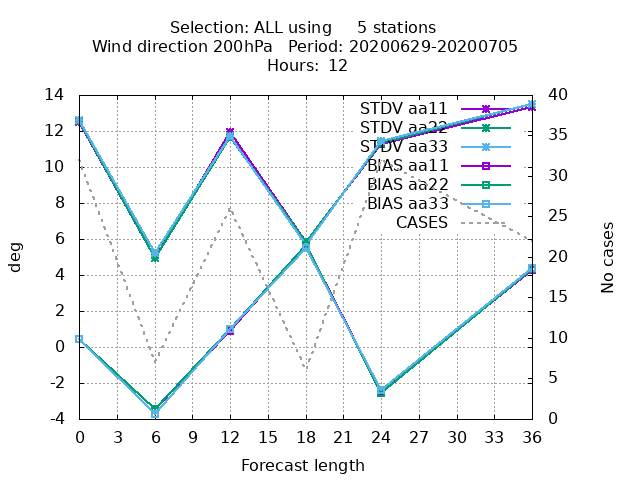 Selection: ALL using     5 stations
Wind direction 200hPa   Period: 20200629-20200705
Hours: 12
14
12
10
8
6
4
2
0
-2
-4
deg
40
35
30
25
20
15
10
5
0
No cases
STDV aa11
STDV aa22
STDV aa33
BIAS aa11
BIAS aa22
BIAS aa33
CASES
0 3 6 9 12 15 18 21 24 27 30 33 36
Forecast length